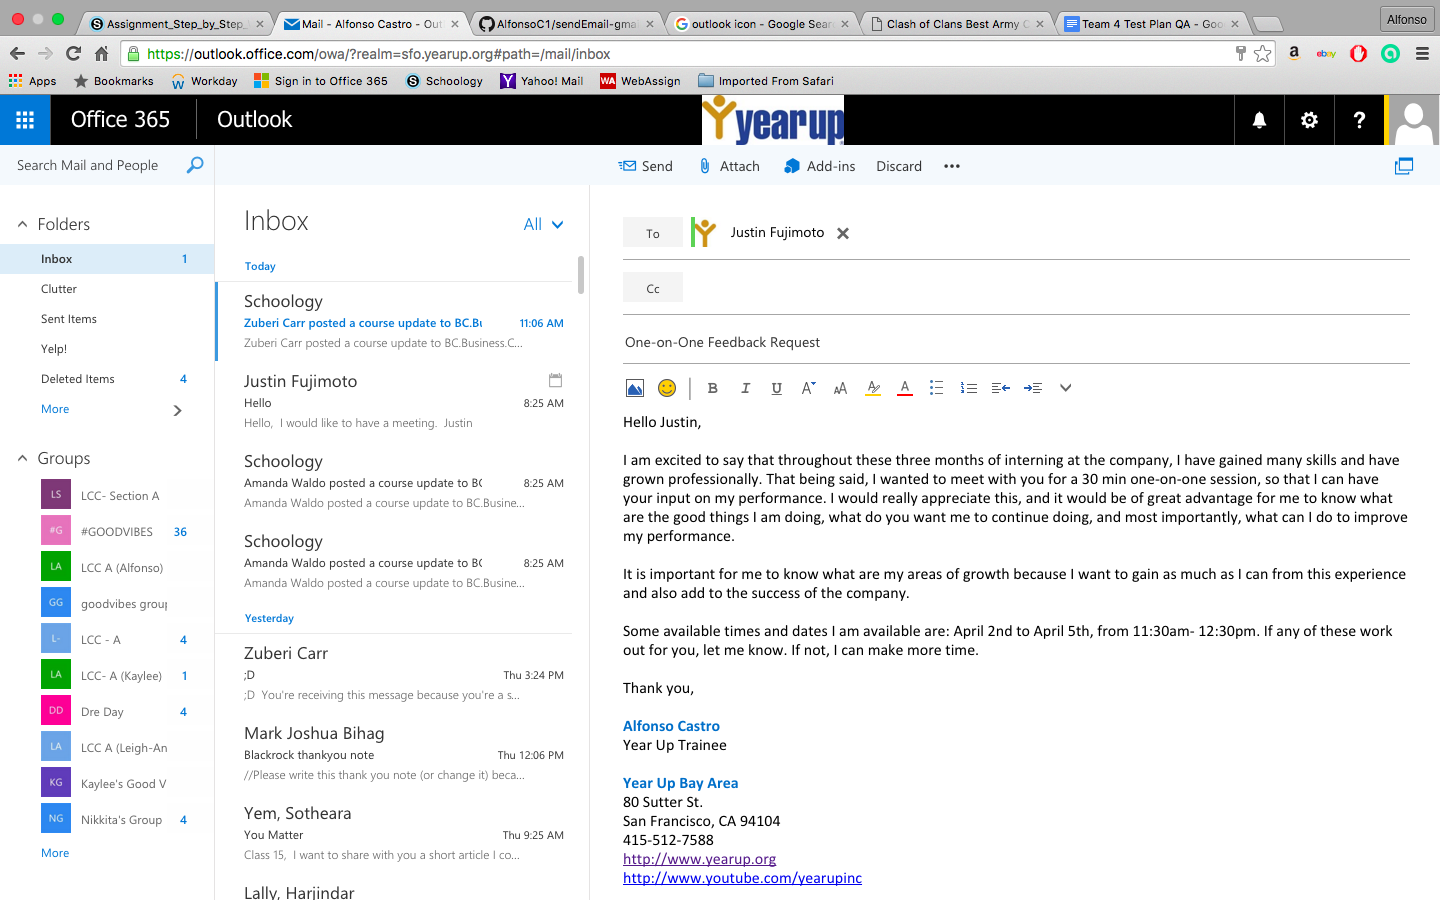 Assignment_Step_by_Step_
Mail - Alfonso Castro - Out
AlfonsoC1/sendEmail-gmai
outlook icon - Google Sear
Clash of Clans Best Army C
Team 4 Test Plan QA - Goo
Alfonso
https://outlook.office.com/owa/?realm=sfo.yearup.org#path=/mail/inbox
Apps
Bookmarks
Workday
Sign in to Office 365
Schoology
Yahoo! Mail
WebAssign
Imported From Safari
Office 365
Outlook
yearup
Search Mail and People
Send
Attach
Add-ins
Discard
Folders
Inbox 1
Clutter
Sent Items
Yelp!
Deleted Items 4
More
Groups
LS LCC- Section A
#G #GOODVIBES 36
LA LCC A (Alfonso)
GG goodvibes group
L- LCC - A 4
LA LCC- A (Kaylee) 1
DD Dre Day 4
LA LCC A (Leigh-An
KG Kaylee's Good V
NG Nikkita's Group 4
More
Inbox
All
Today
Schoology
Zuberi Carr posted a course update to BC.Bu 11:06 AM
Zuberi Carr posted a course update to BC.Business.C...
Justin Fujimoto
Hello 8:25 AM
Hello, I would like to have a meeting. Justin
Schoology
Amanda Waldo posted a course update to BC 8:25 AM
Amanda Waldo posted a course update to BC.Busine...
Schoology
Amanda Waldo posted a course update to BC 8:25 AM
Amanda Waldo posted a course update to BC.Busine...
Yesterday
Zuberi Carr
;D Thu 3:24 PM
;D You're receiving this message because you're a s...
Mark Joshua Bihag
Blackrock thankyou note Thu 12:06 PM
//Please write this thank you note (or change it) beca...
Yem, Sotheara
You Matter Thu 9:25 AM
Class 15, I want to share with you a short article I co...
Lally, Harjindar
To Justin Fujimoto
Cc
One-on-One Feedback Request
Hello Justin,
I am excited to say that throughout these three months of interning at the company, I have gained many skills and have
grown professionally. That being said, I wanted to meet with you for a 30 min one-on-one session, so that I can have
your input on my performance. I would really appreciate this, and it would be of great advantage for me to know what
are the good things I am doing, what do you want me to continue doing, and most importantly, what can I do to improve
my performance.
It is important for me to know what are my areas of growth because I want to gain as much as I can from this experience
and also add to the success of the company.
Some available times and dates I am available are: April 2nd to April 5th, from 11:30am- 12:30pm. If any of these work
out for you, let me know. If not, I can make more time.
Thank you,
Alfonso Castro
Year Up Trainee
Year Up Bay Area
80 Sutter St.
San Francisco, CA 94104
415-512-7588
http://www.yearup.org
http://www.youtube.com/yearupinc